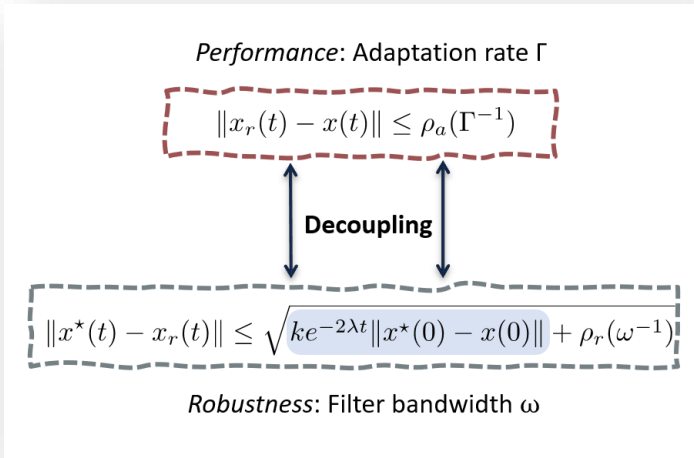 Performance: Adaptation rate Γ
‖x_r(t) − x(t)‖ ≤ ρ_a(Γ⁻¹)
Decoupling
‖x⋆(t) − x_r(t)‖ ≤ √(ke^{−2λt}‖x⋆(0) − x(0)‖ + ρ_r(ω⁻¹))
Robustness: Filter bandwidth ω